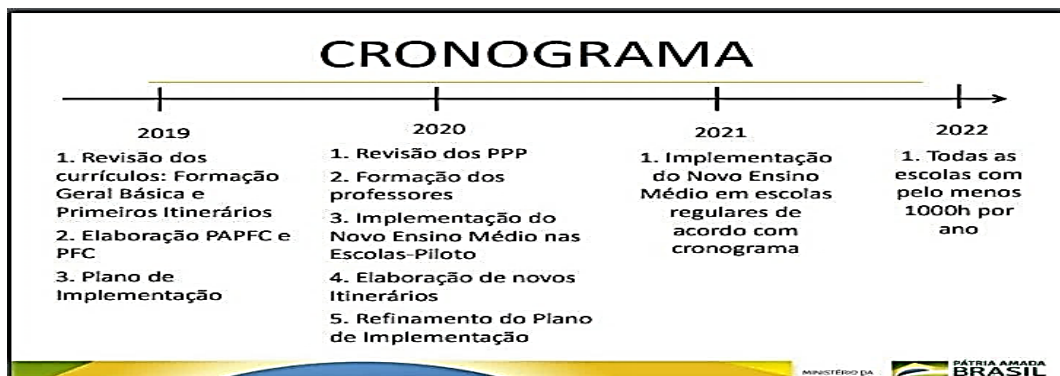 CRONOGRAMA
2019
1. Revisão dos
currículos: Formação
Geral Básica e
Primeiros Itinerários
2. Elaboração PAPFC e
PFC
3. Plano de
Implementação
2020
1. Revisão dos PPP
2. Formação dos
professores
3. Implementação do
Novo Ensino Médio nas
Escolas-Piloto
4. Elaboração de novos
Itinerários
5. Refinamento do Plano
de Implementação
2021
1. Implementação
do Novo Ensino
Médio em escolas
regulares de
acordo com
cronograma
2022
1. Todas as
escolas com
pelo menos
1000h por
ano
MINISTÉRIO DA
PÁTRIA AMADA
BRASIL